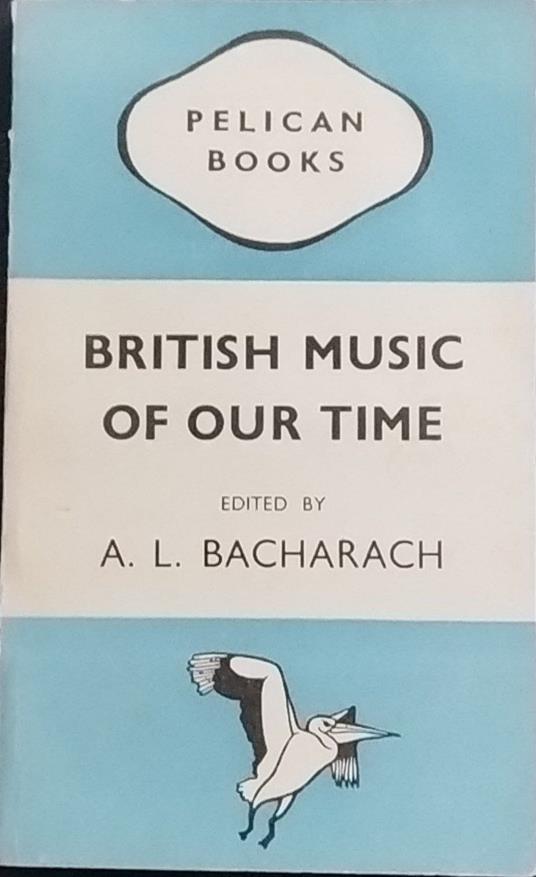 PELICAN
BOOKS
BRITISH MUSIC
OF OUR TIME
EDITED BY
A. L. BACHARACH